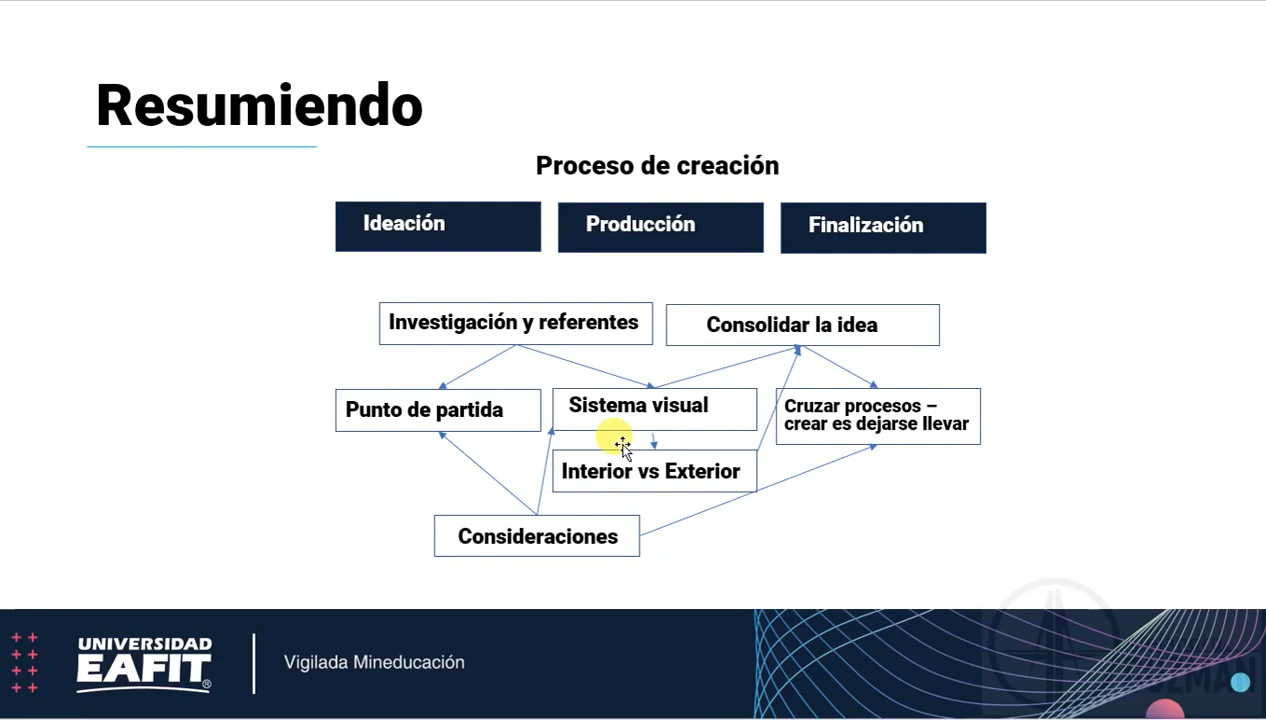 Resumiendo
Proceso de creación
Ideación
Producción
Finalización
Investigación y referentes
Consolidar la idea
Punto de partida
Sistema visual
Cruzar procesos –
crear es dejarse llevar
Interior vs Exterior
Consideraciones
UNIVERSIDAD
EAFIT®
Vigilada Mineducación